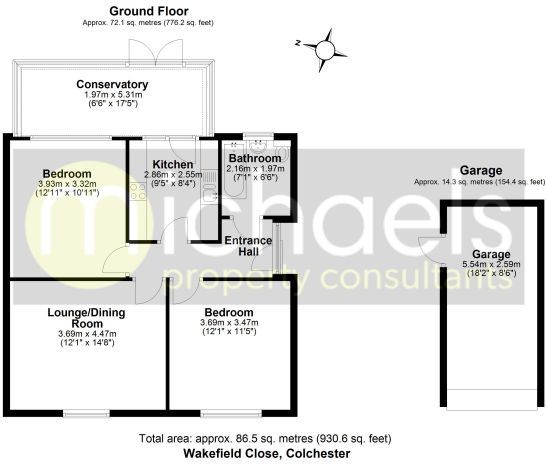 Ground Floor
Approx. 72.1 sq. metres (776.2 sq. feet)
N
Conservatory
1.97m x 5.31m
(6'6" x 17'5")
Bedroom
3.93m x 3.32m
(12'11" x 10'11")
Kitchen
2.86m x 2.55m
(9'5" x 8'4")
Bathroom
2.16m x 1.97m
(7'1" x 6'6")
Garage
Approx. 14.3 sq. metres (154.4 sq. feet)
michaels
property consultants
Entrance
Hall
Garage
5.54m x 2.59m
(18'2" x 8'6")
Lounge/Dining
Room
3.69m x 4.47m
(12'1" x 14'8")
Bedroom
3.69m x 3.47m
(12'1" x 11'5")
Total area: approx. 86.5 sq. metres (930.6 sq. feet)
Wakefield Close, Colchester